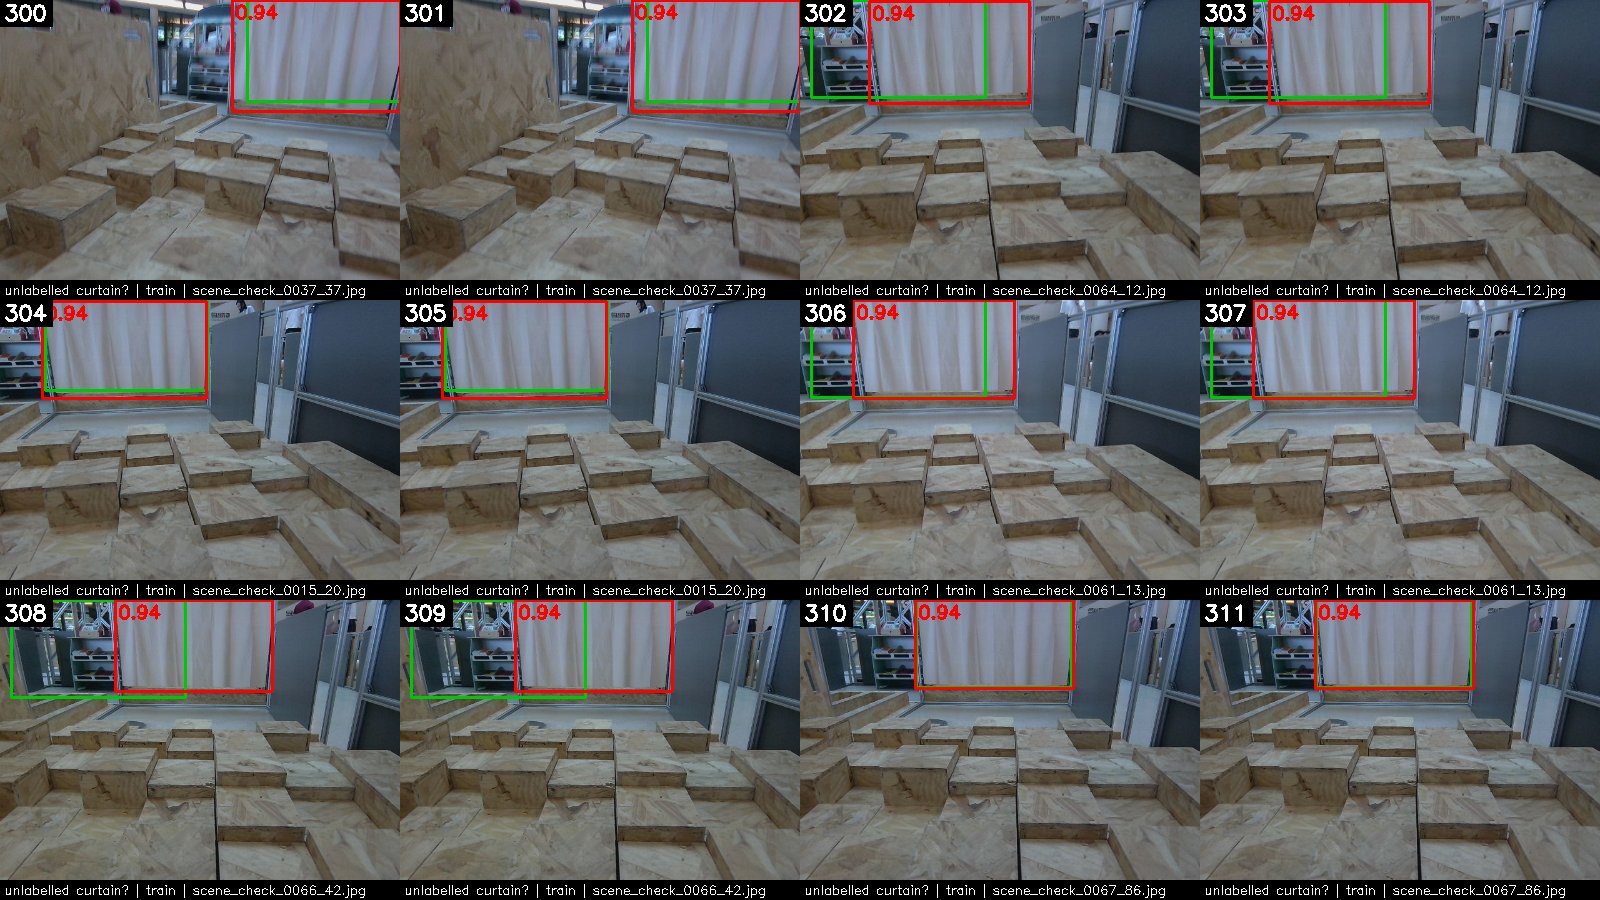 300 0.94
301 0.94
302 0.94
303 0.94
unlabelled curtain? | train | scene_check_0037_37.jpg
unlabelled curtain? | train | scene_check_0037_37.jpg
unlabelled curtain? | train | scene_check_0064_12.jpg
unlabelled curtain? | train | scene_check_0064_12.jpg
304 0.94
305 0.94
306 0.94
307 0.94
unlabelled curtain? | train | scene_check_0015_20.jpg
unlabelled curtain? | train | scene_check_0015_20.jpg
unlabelled curtain? | train | scene_check_0061_13.jpg
unlabelled curtain? | train | scene_check_0061_13.jpg
308 0.94
309 0.94
310 0.94
311 0.94
unlabelled curtain? | train | scene_check_0066_42.jpg
unlabelled curtain? | train | scene_check_0066_42.jpg
unlabelled curtain? | train | scene_check_0067_86.jpg
unlabelled curtain? | train | scene_check_0067_86.jpg